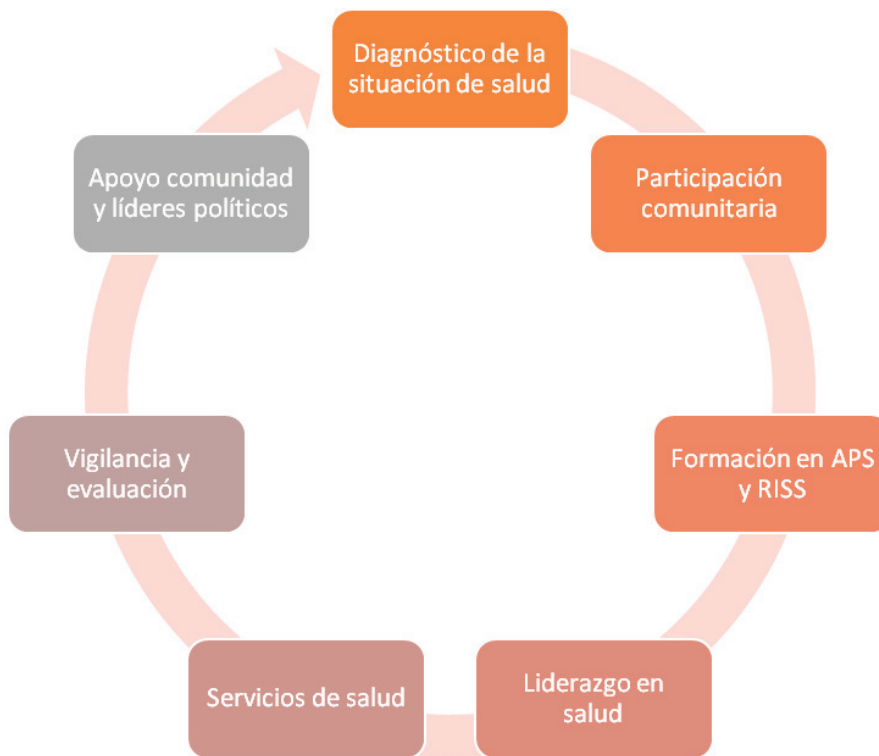 Diagnóstico de la
situación de salud
Participación
comunitaria
Formación en APS
y RISS
Liderazgo en
salud
Servicios de salud
Vigilancia y
evaluación
Apoyo comunidad
y líderes políticos